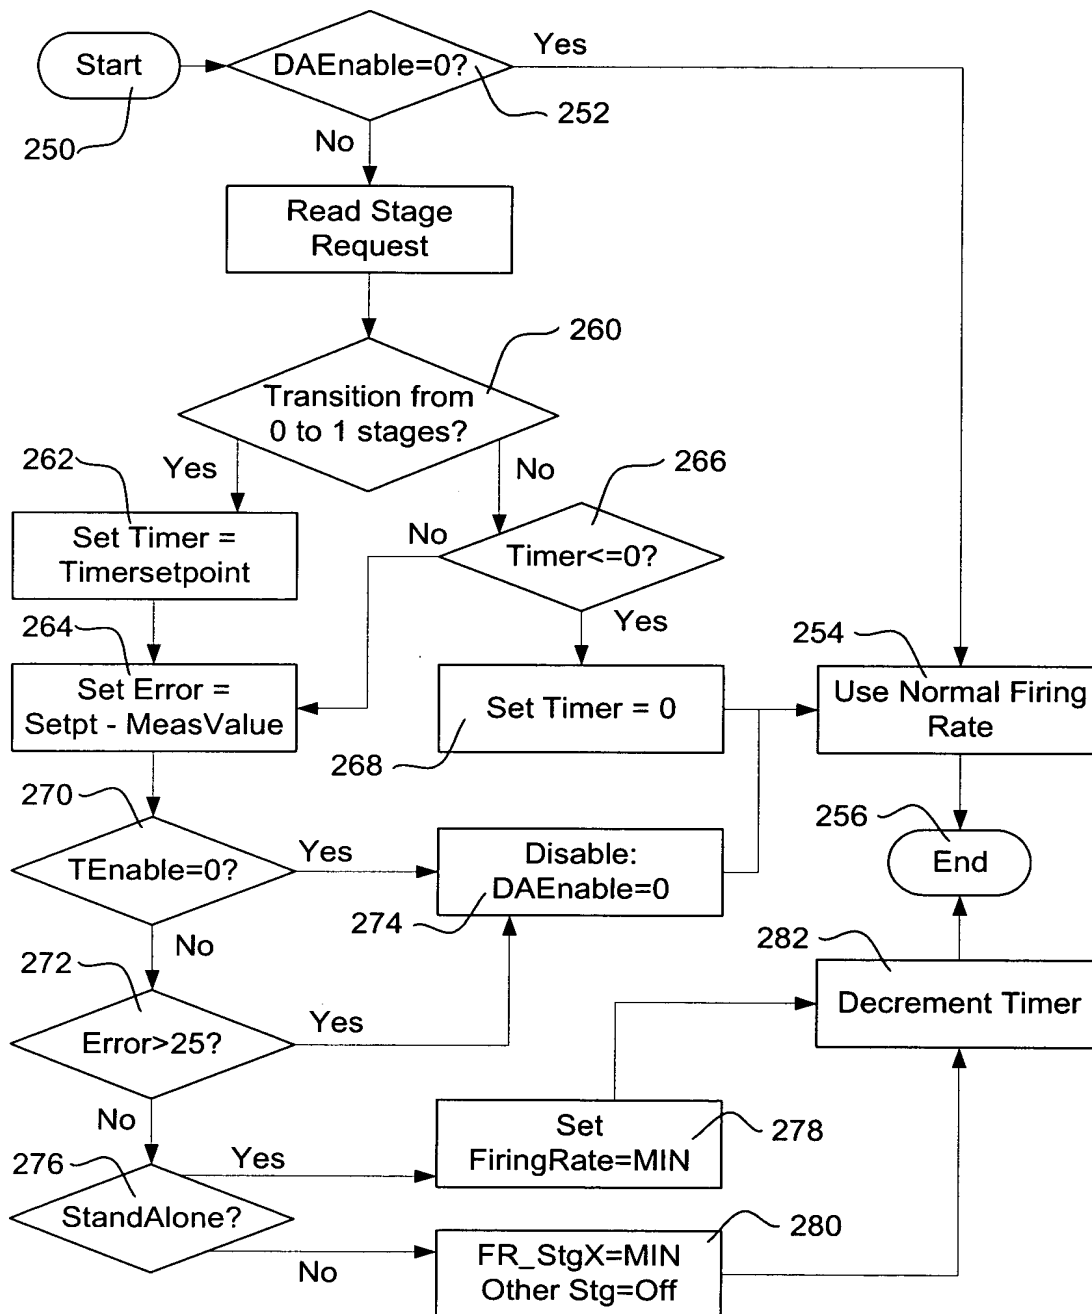 Start
250
DAEnable=0?
252
Yes
No
Read Stage
Request
260
Transition from
0 to 1 stages?
Yes
No
262
Set Timer =
Timersetpoint
266
Timer<=0?
No
Yes
264
Set Error =
Setpt - MeasValue
Set Timer = 0
268
254
Use Normal Firing
Rate
256
End
270
TEnable=0?
Yes
No
Disable:
DAEnable=0
274
272
Error>25?
Yes
No
282
Decrement Timer
276
StandAlone?
Yes
No
Set
FiringRate=MIN
278
FR_StgX=MIN
Other Stg=Off
280